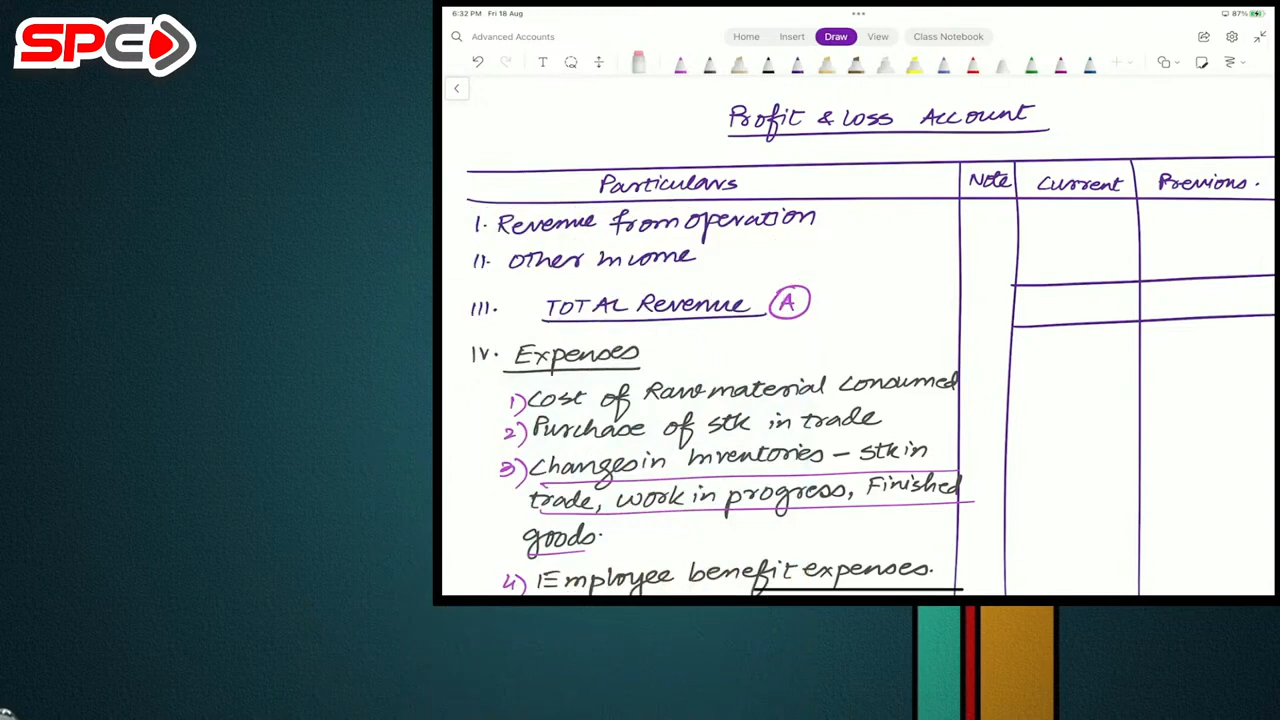 SPE
6:32 PM Fri 18 Aug
87%
Advanced Accounts
Home Insert Draw View Class Notebook
Profit & Loss Account
Particulars Note Current Previous.
I. Revenue from operation
II. Other Income
III. TOTAL Revenue A
IV. Expenses
1) Cost of Raw material Consumed
2) Purchase of stk in trade
3) Changes in Inventories – stk in
trade, work in progress, Finished
goods.
4) Employee benefit expenses.